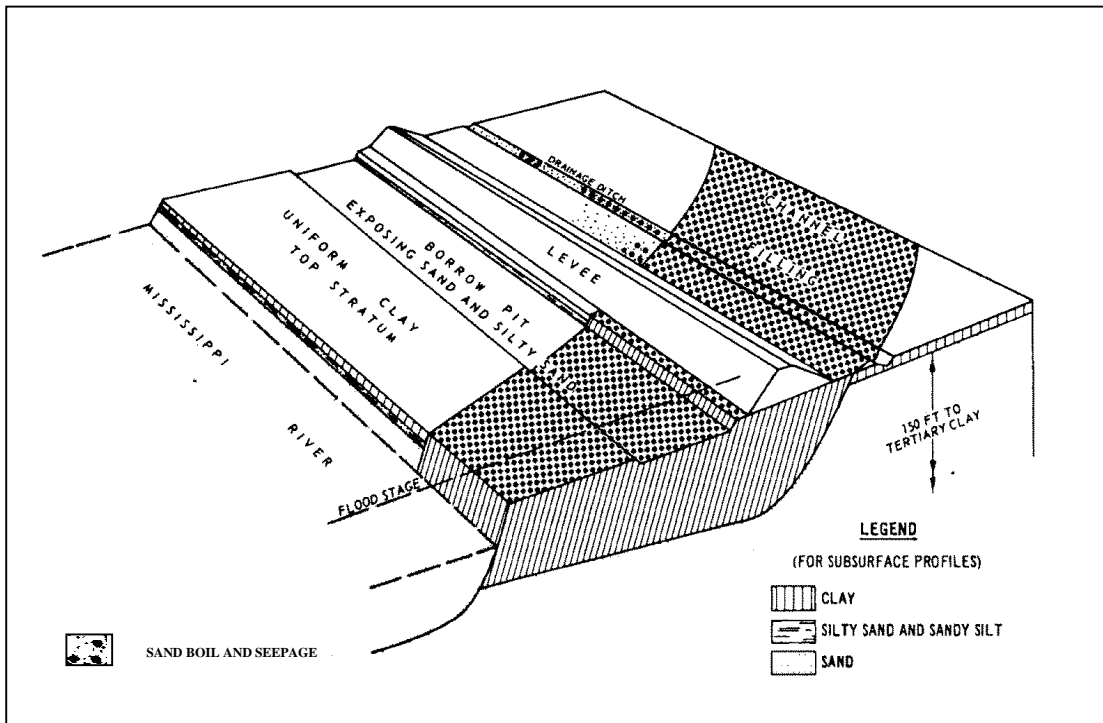 DRAINAGE DITCH
CHANNEL
FILLING
LEVEE
BORROW PIT
EXPOSING SAND AND SILTY SAND
UNIFORM CLAY
TOP STRATUM
MISSISSIPPI
RIVER
FLOOD STAGE
150 FT TO
TERTIARY CLAY
LEGEND
(FOR SUBSURFACE PROFILES)
CLAY
SILTY SAND AND SANDY SILT
SAND
SAND BOIL AND SEEPAGE